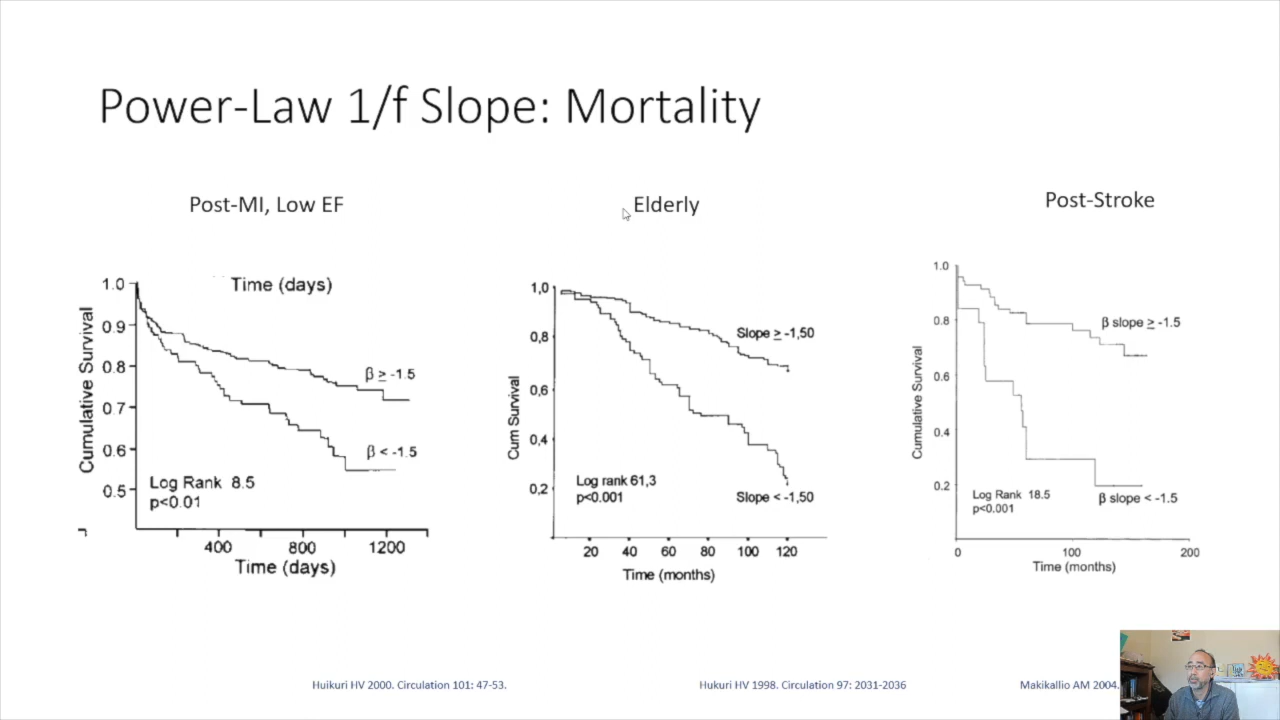 Power-Law 1/f Slope: Mortality
Post-MI, Low EF
Elderly
Post-Stroke
Time (days)
Cumulative Survival
1.0
0.9
0.8
0.7
0.6
0.5
β ≥ -1.5
β < -1.5
Log Rank 8.5
p<0.01
400 800 1200
Time (days)
Cum Survival
1,0
0,8
0,6
0,4
0,2
Slope ≥ -1,50
Log rank 61,3
p<0.001
Slope < -1,50
20 40 60 80 100 120
Time (months)
Cumulative Survival
1.0
0.8
0.6
0.4
0.2
β slope ≥ -1.5
Log Rank 18.5
p<0.001
β slope < -1.5
0 100 200
Time (months)
Huikuri HV 2000. Circulation 101: 47-53.
Hukuri HV 1998. Circulation 97: 2031-2036
Makikallio AM 2004.